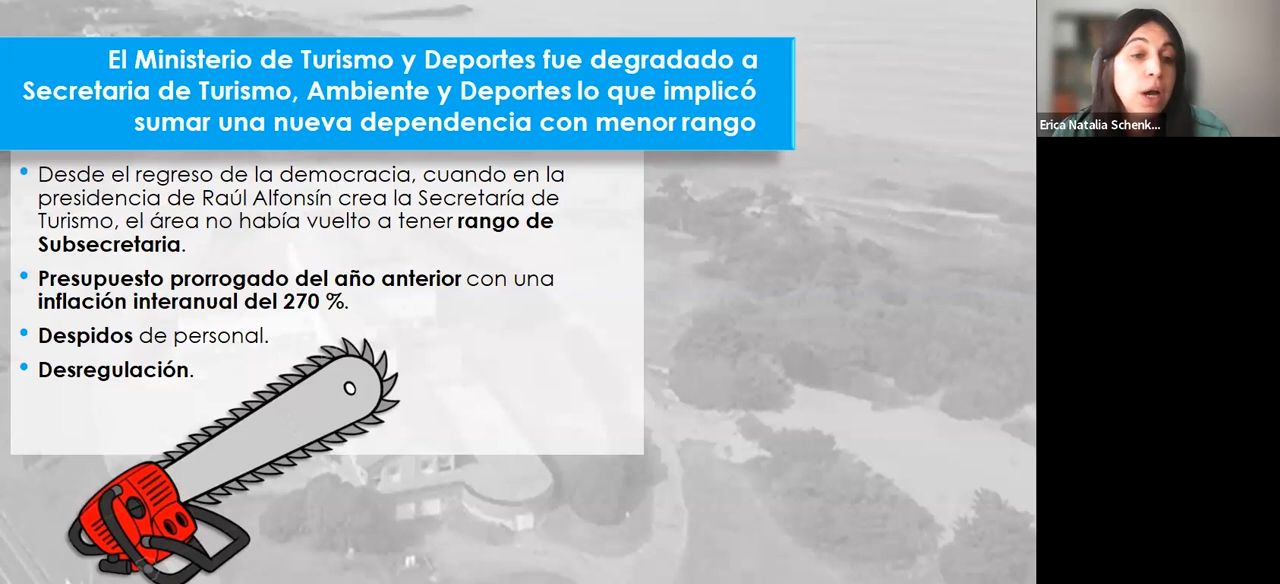 El Ministerio de Turismo y Deportes fue degradado a
Secretaria de Turismo, Ambiente y Deportes lo que implicó
sumar una nueva dependencia con menor rango
• Desde el regreso de la democracia, cuando en la
presidencia de Raúl Alfonsín crea la Secretaría de
Turismo, el área no había vuelto a tener rango de
Subsecretaria.
• Presupuesto prorrogado del año anterior con una
inflación interanual del 270 %.
• Despidos de personal.
• Desregulación.
Erica Natalia Schenk...